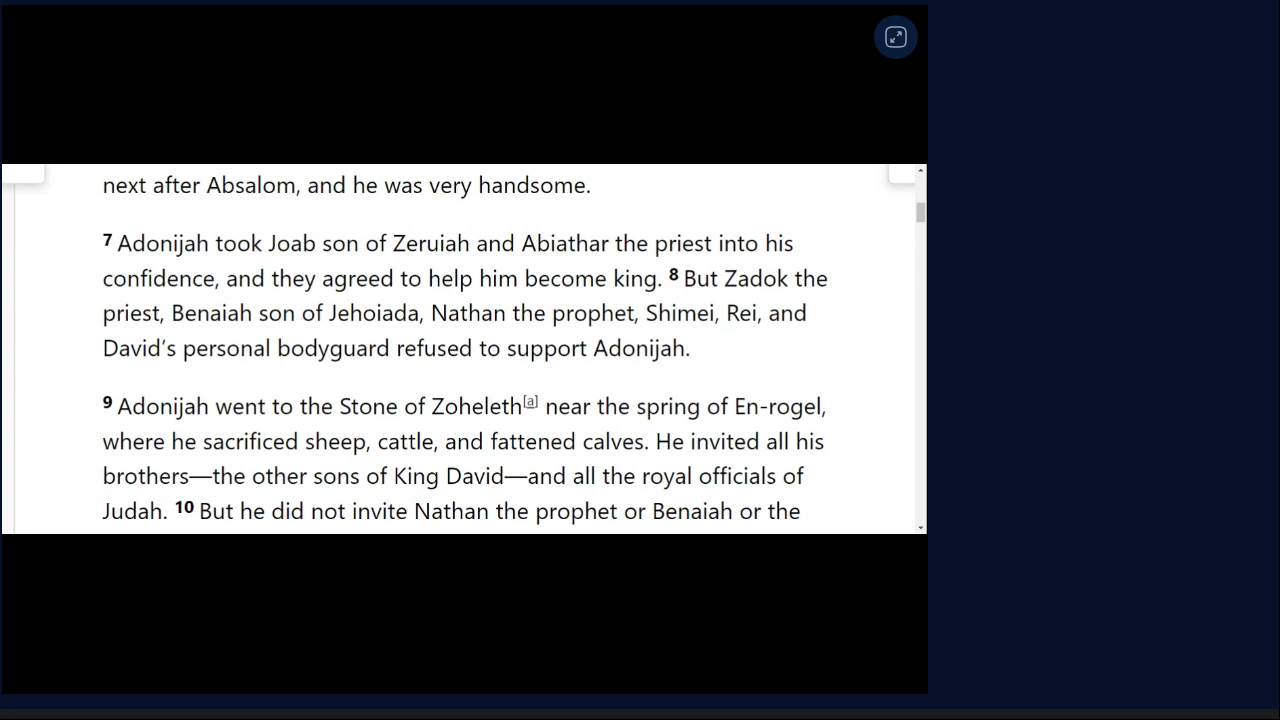 next after Absalom, and he was very handsome.
7 Adonijah took Joab son of Zeruiah and Abiathar the priest into his
confidence, and they agreed to help him become king. 8 But Zadok the
priest, Benaiah son of Jehoiada, Nathan the prophet, Shimei, Rei, and
David’s personal bodyguard refused to support Adonijah.
9 Adonijah went to the Stone of Zoheleth[a] near the spring of En-rogel,
where he sacrificed sheep, cattle, and fattened calves. He invited all his
brothers—the other sons of King David—and all the royal officials of
Judah. 10 But he did not invite Nathan the prophet or Benaiah or the